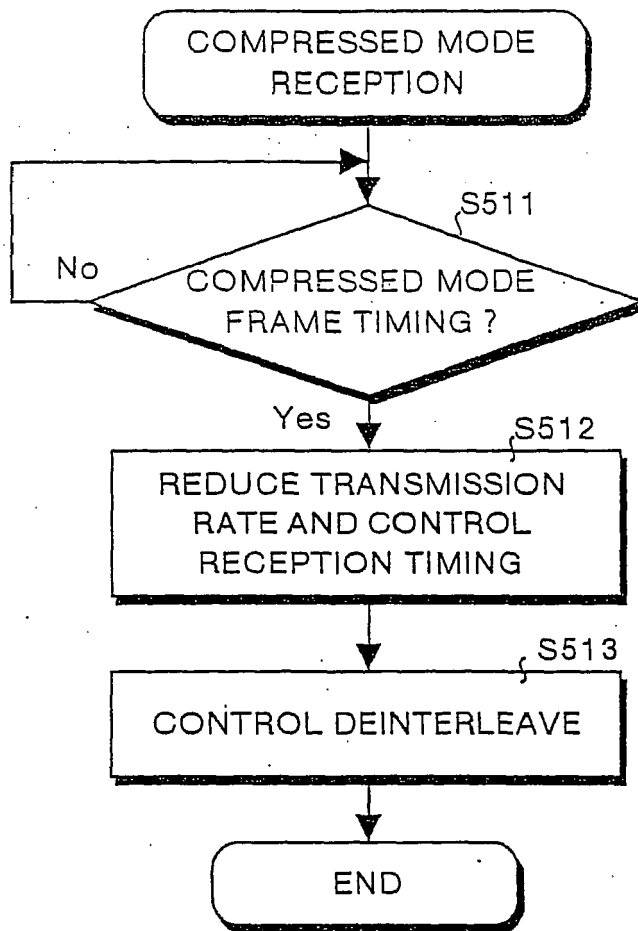 COMPRESSED MODE
RECEPTION
S511
No
COMPRESSED MODE
FRAME TIMING ?
Yes
S512
REDUCE TRANSMISSION
RATE AND CONTROL
RECEPTION TIMING
S513
CONTROL DEINTERLEAVE
END